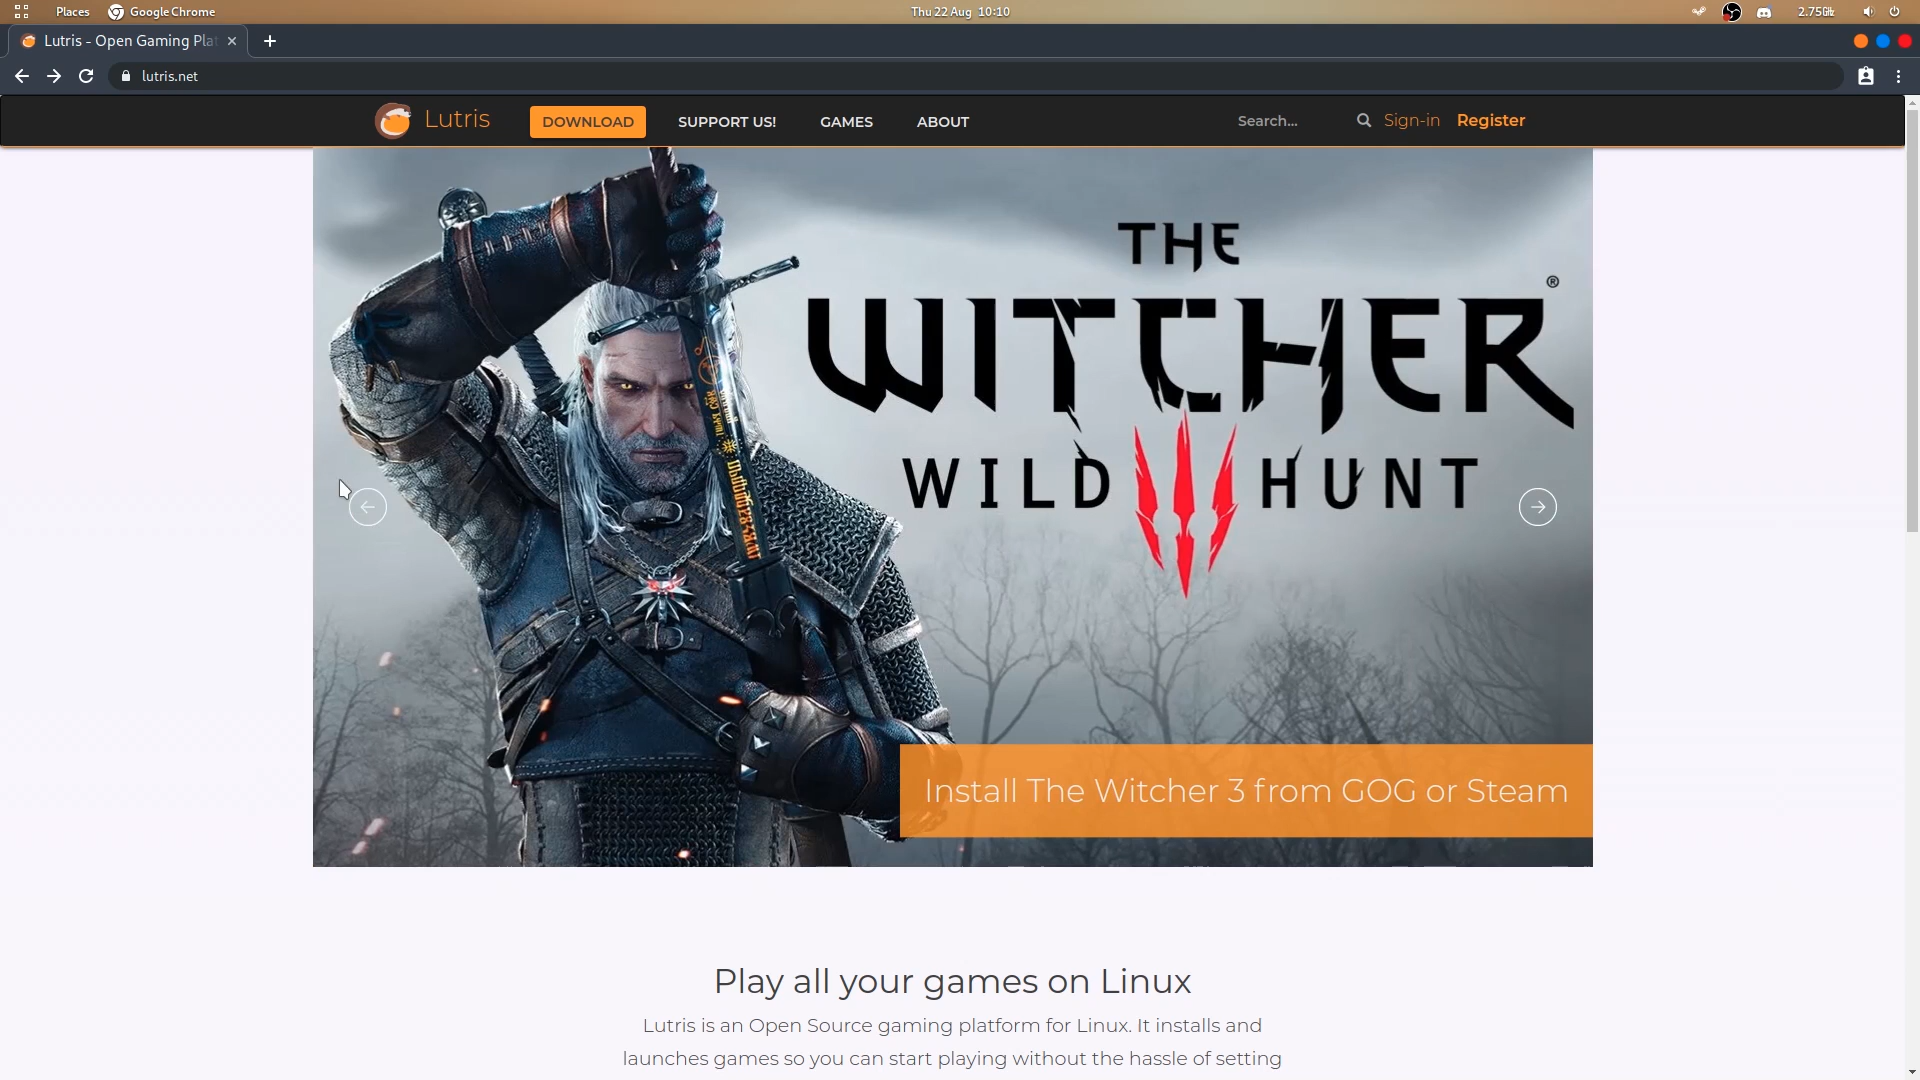 Places
Google Chrome
Thu 22 Aug 10:10
2.75GHz
Lutris - Open Gaming Plat
lutris.net
Lutris
DOWNLOAD
SUPPORT US!
GAMES
ABOUT
Search...
Sign-in
Register
THE
WITCHER®
WILD HUNT
Install The Witcher 3 from GOG or Steam
Play all your games on Linux
Lutris is an Open Source gaming platform for Linux. It installs and
launches games so you can start playing without the hassle of setting